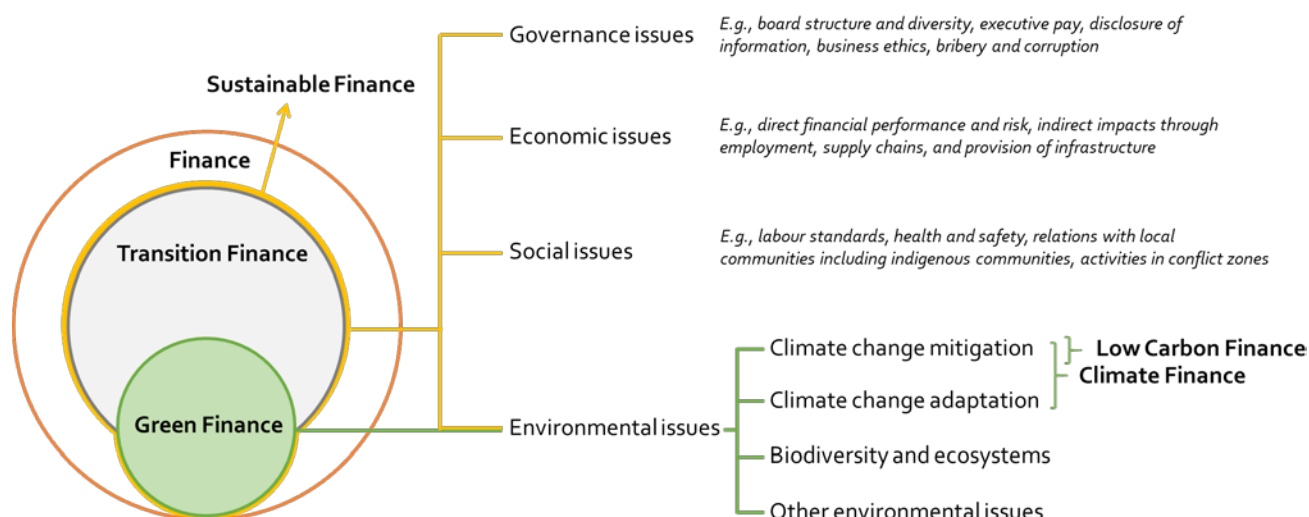 Governance issues
E.g., board structure and diversity, executive pay, disclosure of
information, business ethics, bribery and corruption
Sustainable Finance
Economic issues
E.g., direct financial performance and risk, indirect impacts through
employment, supply chains, and provision of infrastructure
Finance
Transition Finance
Social issues
E.g., labour standards, health and safety, relations with local
communities including indigenous communities, activities in conflict zones
Climate change mitigation
Low Carbon Finance
Climate Finance
Climate change adaptation
Green Finance
Environmental issues
Biodiversity and ecosystems
Other environmental issues